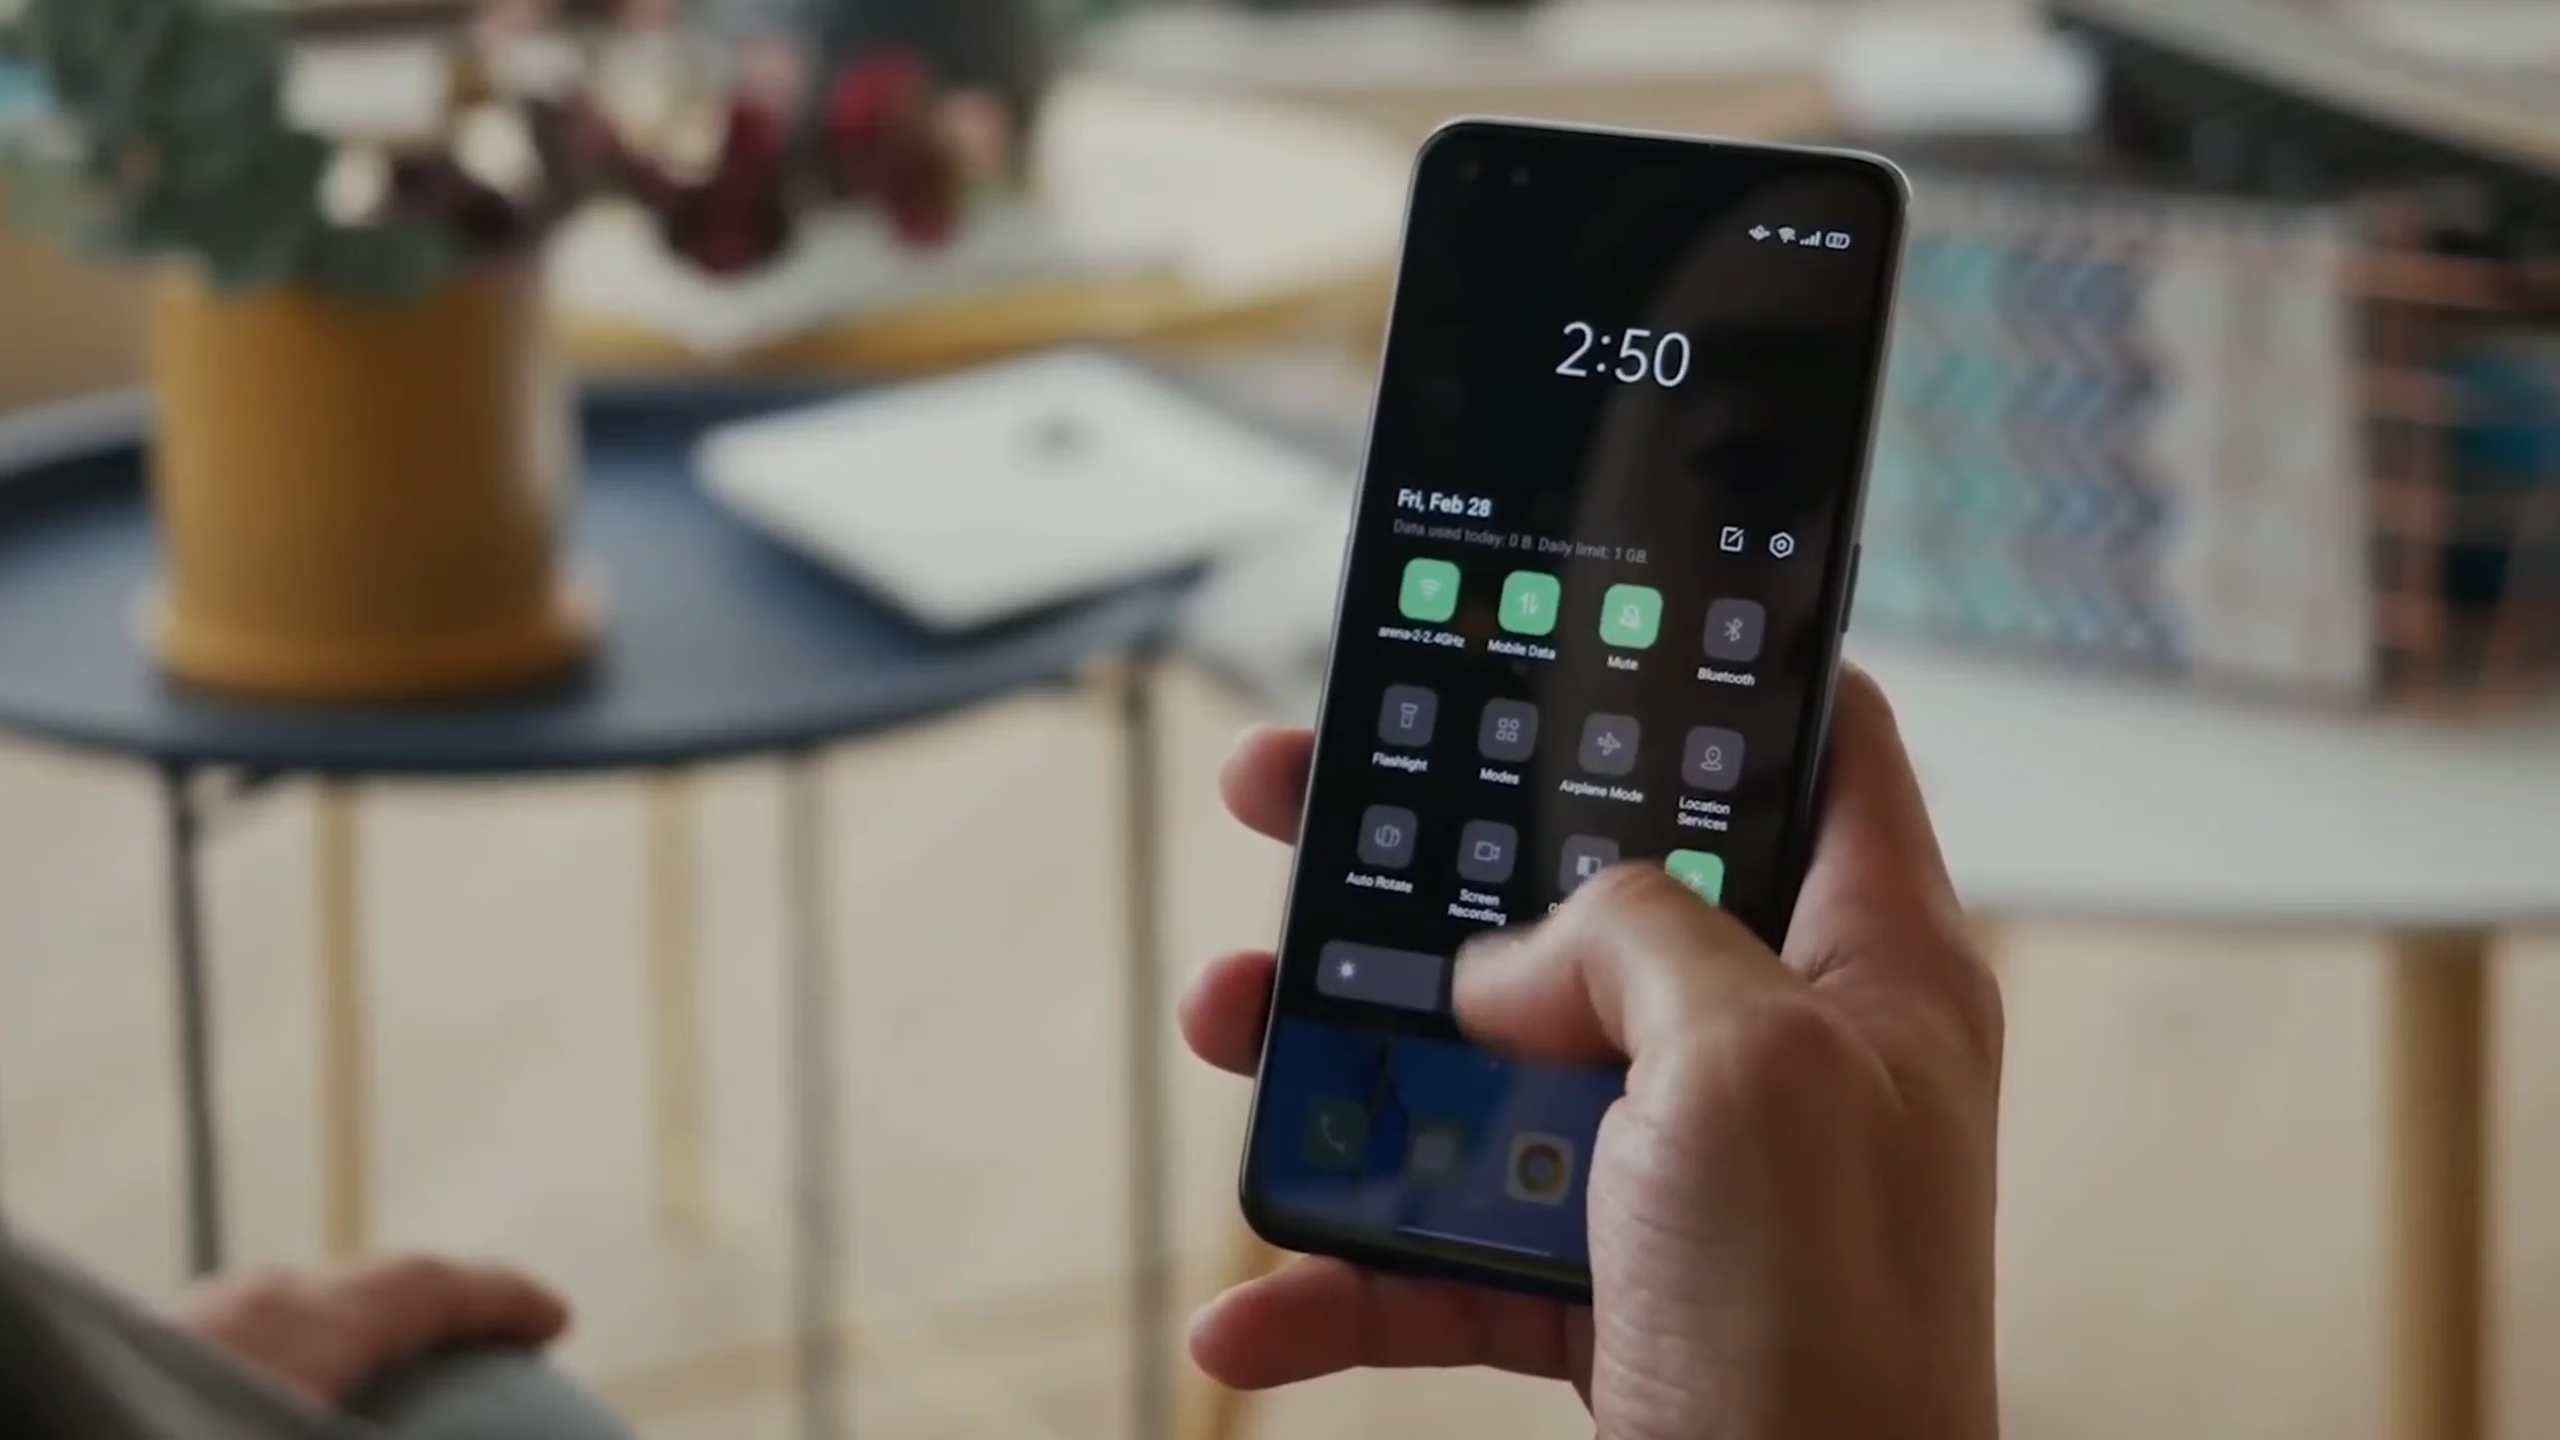 2:50
Fri, Feb 28
Data used today: 0 B. Daily limit: 1 GB.
arena-2-2.4GHz
Mobile Data
Mute
Bluetooth
Flashlight
Modes
Airplane Mode
Location
Services
Auto Rotate
Screen
Recording